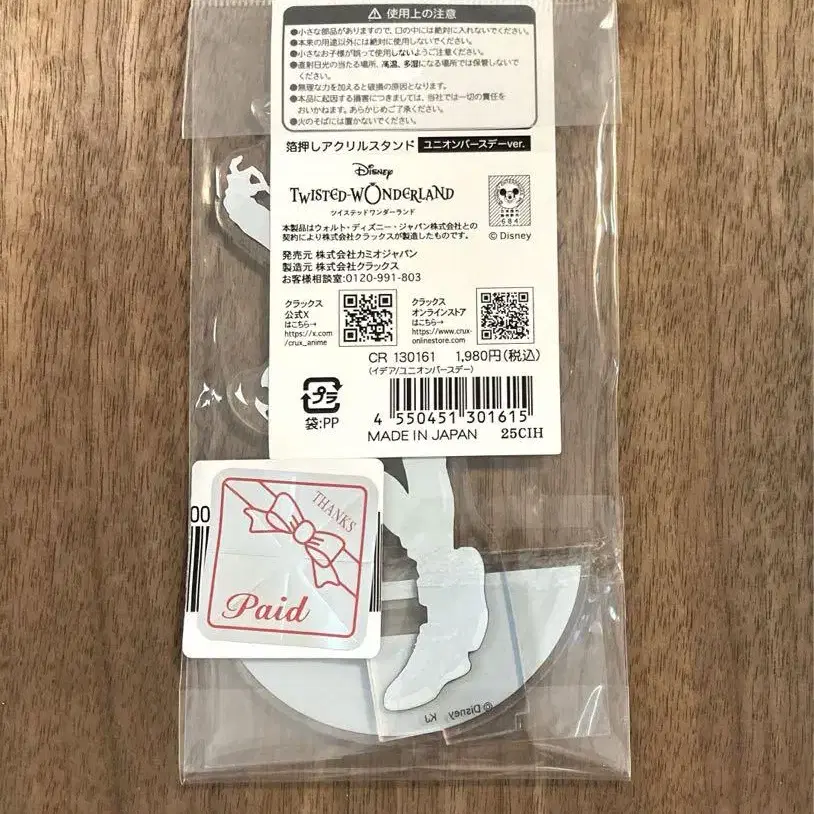 使用上の注意
●小さな部品がありますので、口の中には絶対に入れないでください。
●本来の用途以外には絶対に使用しないでください。
●小さなお子様が誤って使用しないようご注意ください。
●直射日光の当たる場所、高温、多湿になる場所では保管しないで
ください。
●無理な力を加えると破損の原因となります。
●本品に起因する損害につきましては、当社では一切の責任を
おいかねます。あらかじめご了承ください。
●火のそばには置かないでください。
箔押しアクリルスタンド ユニオンバースデーver.
Disney
TWISTED-WONDERLAND
ツイステッドワンダーランド
684
© Disney
本製品はウォルト・ディズニー・ジャパン株式会社との
契約により株式会社クラックスが製造したものです。
発売元 株式会社カミオジャパン
製造元 株式会社クラックス
お客様相談室:0120-991-803
クラックス
公式X
はこちら→
https://x.com
/crux_anime
クラックス
オンラインストア
はこちら→
https://www.crux-
onlinestore.com
CR 130161 1,980円(税込)
(イデア/ユニオンバースデー)
プラ
袋:PP
4 550451 301615
MADE IN JAPAN 25CIH
00
THANKS
Paid
© Disney KJ